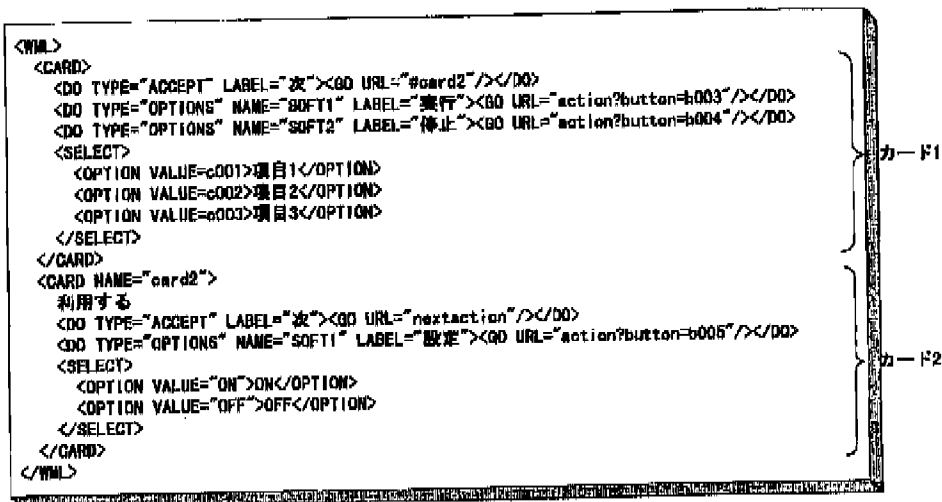 <WML>
<CARD>
<DO TYPE="ACCEPT" LABEL="次"><GO URL="#card2"/></DO>
<DO TYPE="OPTIONS" NAME="SOFT1" LABEL="実行"><GO URL="action?button=b003"/></DO>
<DO TYPE="OPTIONS" NAME="SOFT2" LABEL="停止"><GO URL="action?button=b004"/></DO>
<SELECT>
<OPTION VALUE=c001>項目1</OPTION>
<OPTION VALUE=c002>項目2</OPTION>
<OPTION VALUE=c003>項目3</OPTION>
</SELECT>
</CARD>
カード1
<CARD NAME="card2">
利用する
<DO TYPE="ACCEPT" LABEL="次"><GO URL="nextaction"/></DO>
<DO TYPE="OPTIONS" NAME="SOFT1" LABEL="設定"><GO URL="action?button=b005"/></DO>
<SELECT>
<OPTION VALUE="ON">ON</OPTION>
<OPTION VALUE="OFF">OFF</OPTION>
</SELECT>
</CARD>
カード2
</WML>